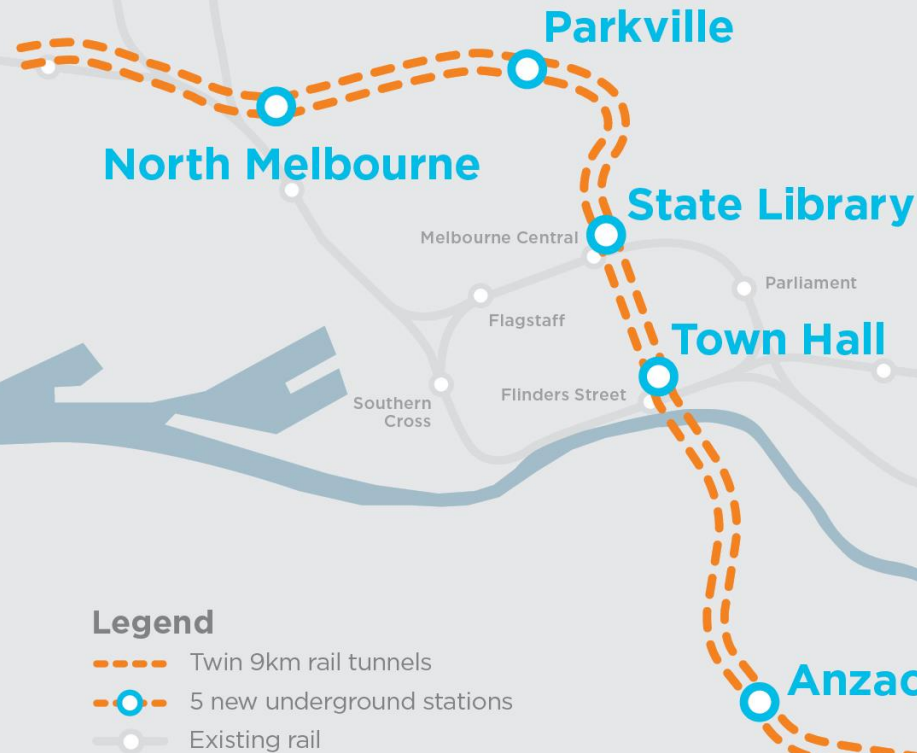 Parkville
North Melbourne
State Library
Melbourne Central
Parliament
Flagstaff
Town Hall
Flinders Street
Southern
Cross
Legend
Twin 9km rail tunnels
5 new underground stations
Anzac
Existing rail